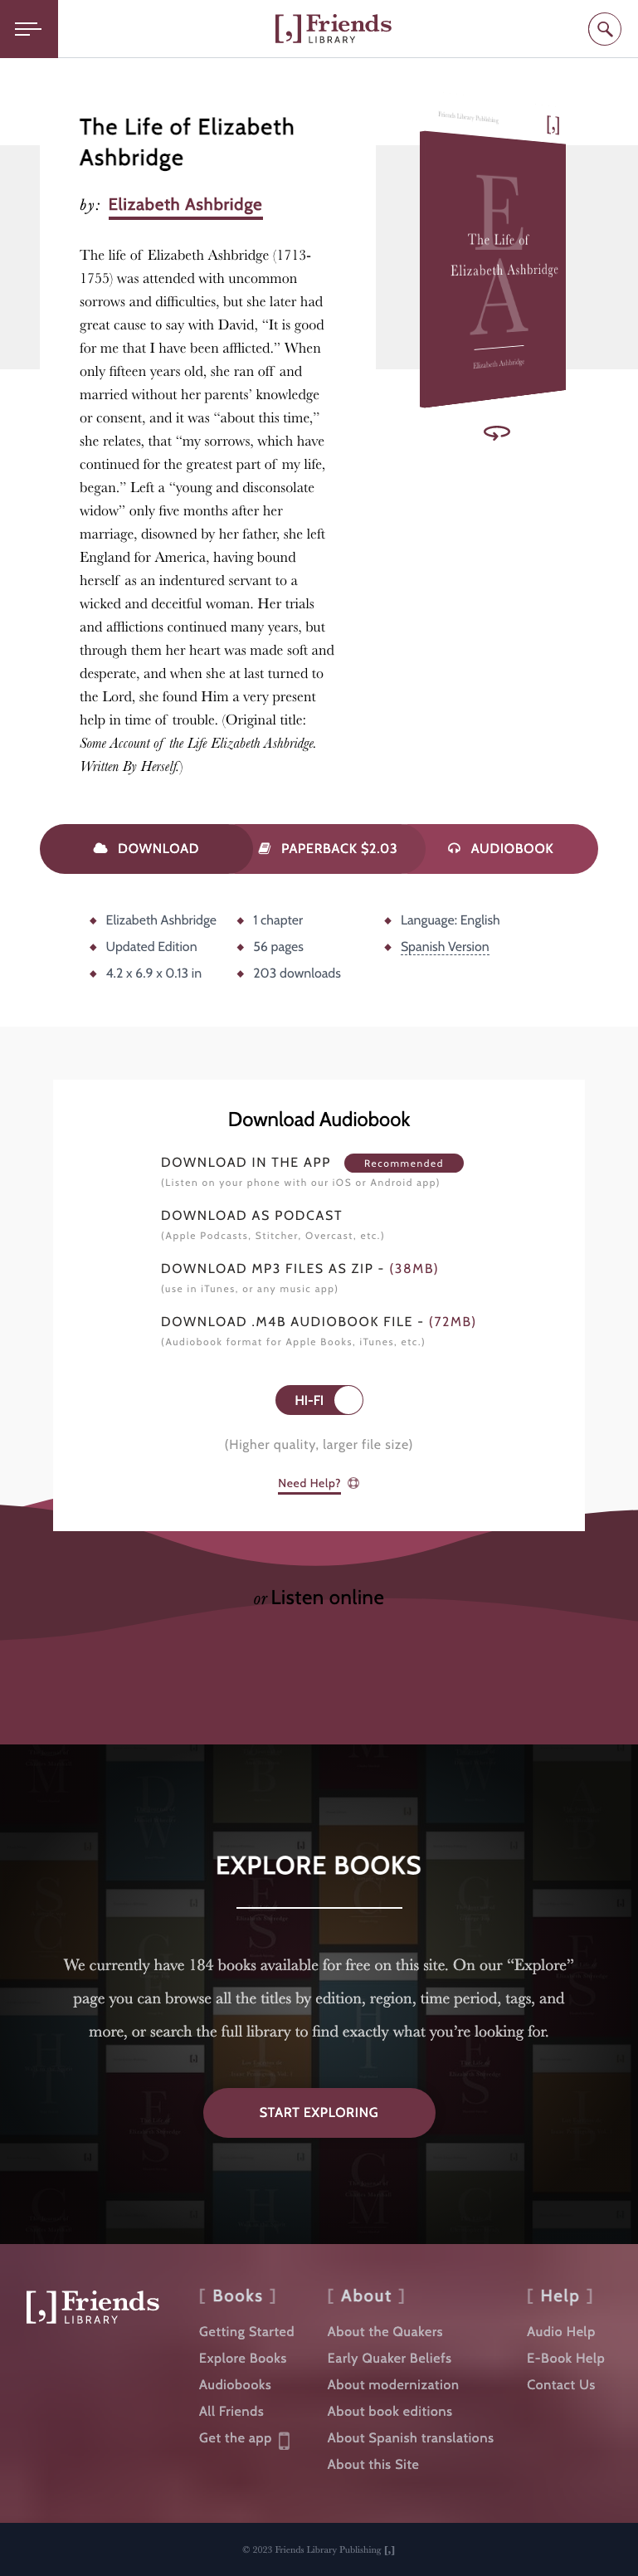 [,] Friends
LIBRARY
The Life of Elizabeth
Ashbridge
by: Elizabeth Ashbridge
The life of Elizabeth Ashbridge (1713-
1755) was attended with uncommon
sorrows and difficulties, but she later had
great cause to say with David, “It is good
for me that I have been afflicted.” When
only fifteen years old, she ran off and
married without her parents’ knowledge
or consent, and it was “about this time,”
she relates, that “my sorrows, which have
continued for the greatest part of my life,
began.” Left a “young and disconsolate
widow” only five months after her
marriage, disowned by her father, she left
England for America, having bound
herself as an indentured servant to a
wicked and deceitful woman. Her trials
and afflictions continued many years, but
through them her heart was made soft and
desperate, and when she at last turned to
the Lord, she found Him a very present
help in time of trouble. (Original title:
Some Account of the Life Elizabeth Ashbridge.
Written By Herself.)
Friends Library Publishing
[,]
E
A
The Life of
Elizabeth Ashbridge
Elizabeth Ashbridge
DOWNLOAD PAPERBACK $2.03 AUDIOBOOK
Elizabeth Ashbridge 1 chapter Language: English
Updated Edition 56 pages Spanish Version
4.2 x 6.9 x 0.13 in 203 downloads
Download Audiobook
DOWNLOAD IN THE APP Recommended
(Listen on your phone with our iOS or Android app)
DOWNLOAD AS PODCAST
(Apple Podcasts, Stitcher, Overcast, etc.)
DOWNLOAD MP3 FILES AS ZIP - (38MB)
(use in iTunes, or any music app)
DOWNLOAD .M4B AUDIOBOOK FILE - (72MB)
(Audiobook format for Apple Books, iTunes, etc.)
HI-FI
(Higher quality, larger file size)
Need Help?
or Listen online
EXPLORE BOOKS
We currently have 184 books available for free on this site. On our “Explore”
page you can browse all the titles by edition, region, time period, tags, and
more, or search the full library to find exactly what you’re looking for.
START EXPLORING
[,] Friends
LIBRARY
[ Books ]
Getting Started
Explore Books
Audiobooks
All Friends
Get the app
[ About ]
About the Quakers
Early Quaker Beliefs
About modernization
About book editions
About Spanish translations
About this Site
[ Help ]
Audio Help
E-Book Help
Contact Us
© 2023 Friends Library Publishing [,]